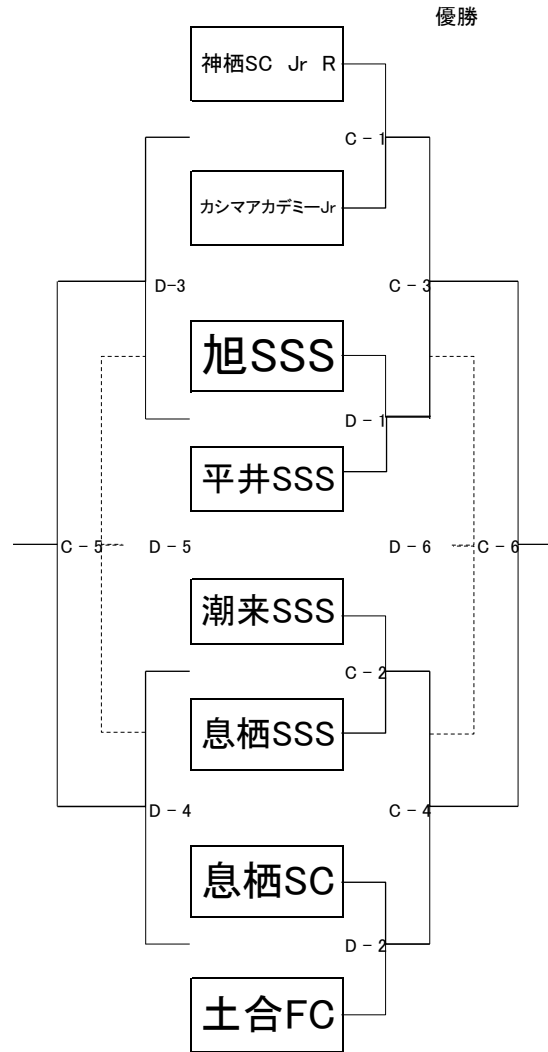 優勝
神栖SC Jr R
C-1
カシマアカデミーJr
D-3
C-3
旭SSS
D-1
平井SSS
C-5
D-5
D-6
C-6
潮来SSS
C-2
息栖SSS
D-4
C-4
息栖SC
D-2
土合FC